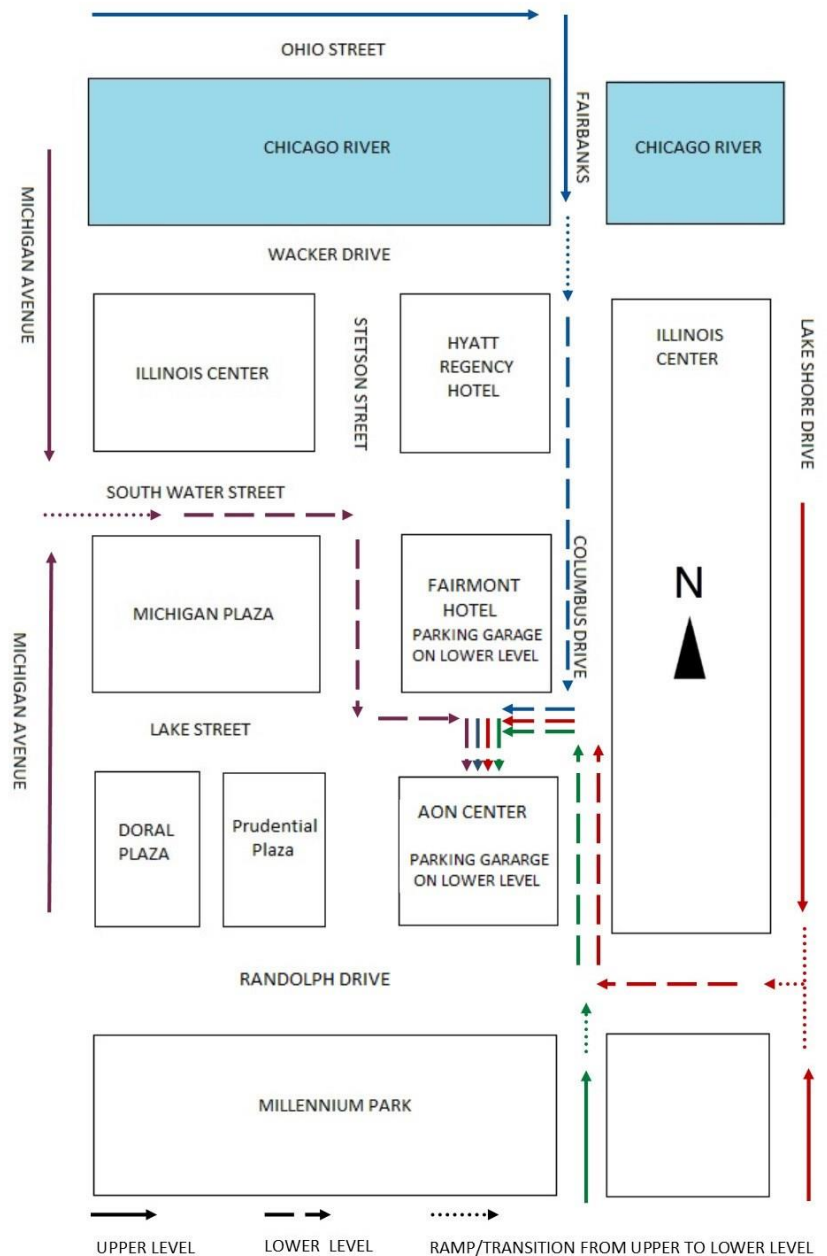 OHIO STREET
FAIRBANKS
CHICAGO RIVER
CHICAGO RIVER
MICHIGAN AVENUE
WACKER DRIVE
ILLINOIS CENTER
STETSON STREET
HYATT
REGENCY
HOTEL
ILLINOIS
CENTER
LAKE SHORE DRIVE
SOUTH WATER STREET
MICHIGAN PLAZA
FAIRMONT
HOTEL
PARKING GARAGE
ON LOWER LEVEL
COLUMBUS DRIVE
N
MICHIGAN AVENUE
LAKE STREET
DORAL
PLAZA
Prudential
Plaza
AON CENTER
PARKING GARARGE
ON LOWER LEVEL
RANDOLPH DRIVE
MILLENNIUM PARK
UPPER LEVEL
LOWER LEVEL
RAMP/TRANSITION FROM UPPER TO LOWER LEVEL